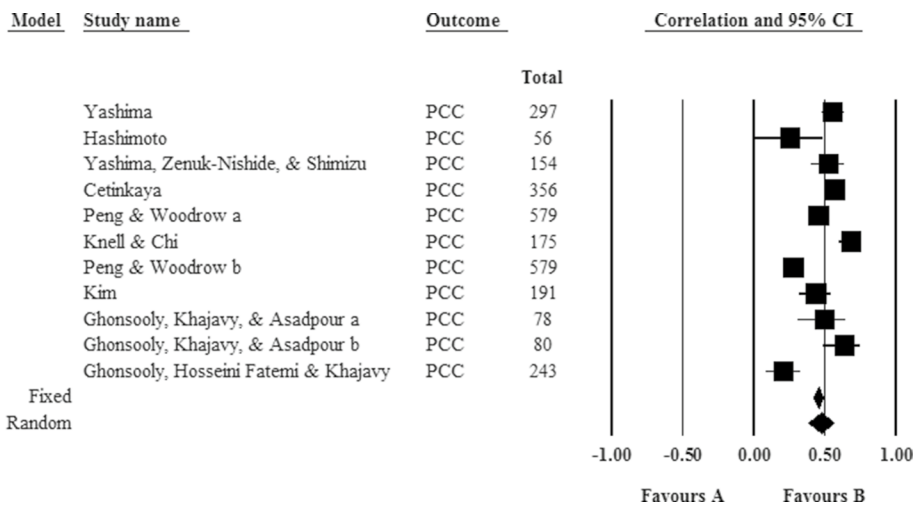 Model Study name Outcome Correlation and 95% CI
Total
Yashima PCC 297
Hashimoto PCC 56
Yashima, Zenuk-Nishide, & Shimizu PCC 154
Cetinkaya PCC 356
Peng & Woodrow a PCC 579
Knell & Chi PCC 175
Peng & Woodrow b PCC 579
Kim PCC 191
Ghonsooly, Khajavy, & Asadpour a PCC 78
Ghonsooly, Khajavy, & Asadpour b PCC 80
Ghonsooly, Hosseini Fatemi & Khajavy PCC 243
Fixed
Random
-1.00 -0.50 0.00 0.50 1.00
Favours A Favours B